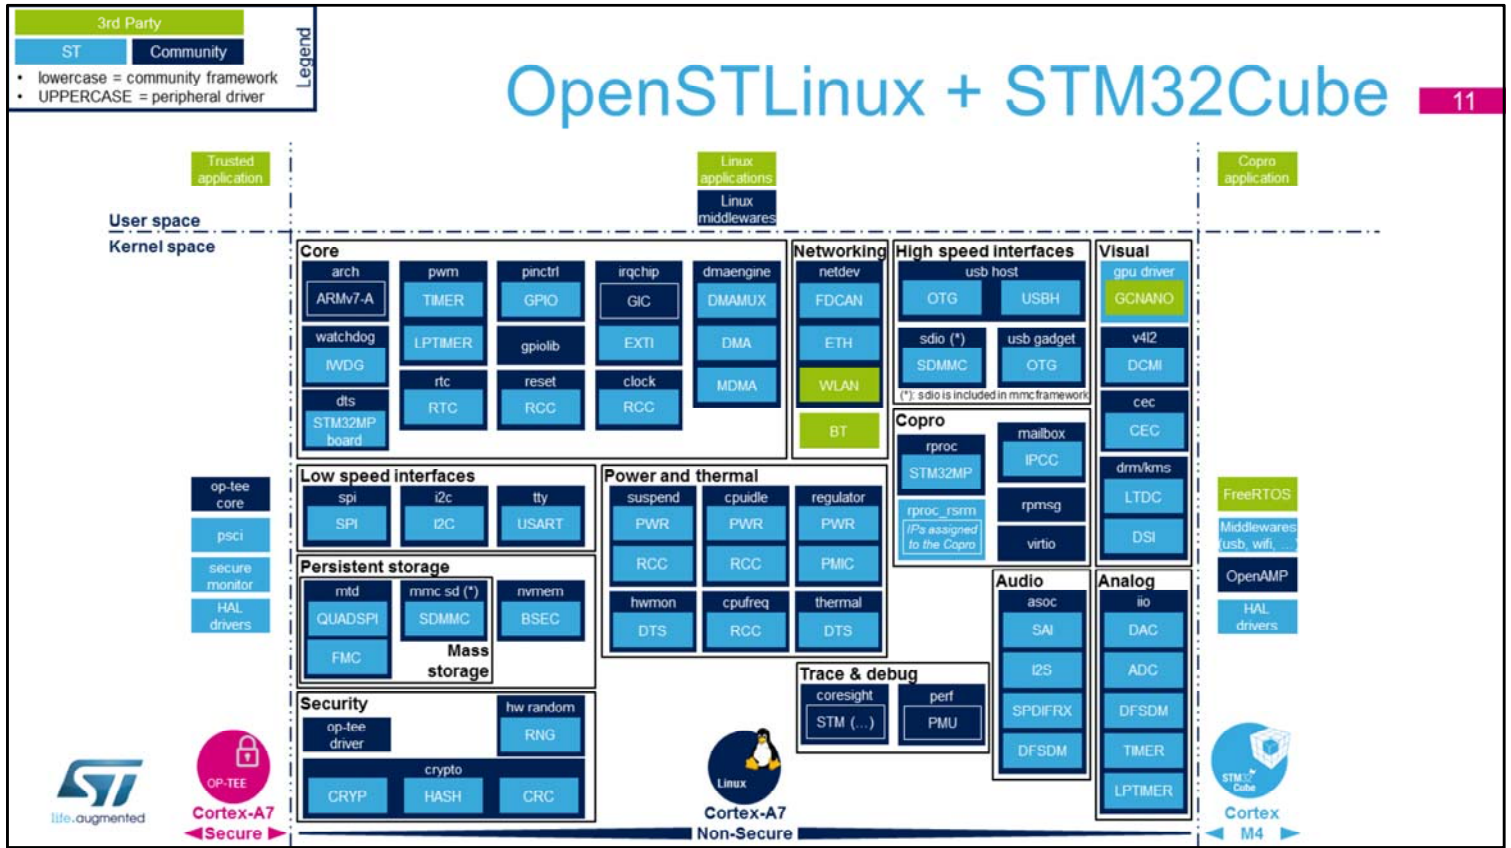 3rd Party
ST
Community
Legend
• lowercase = community framework
• UPPERCASE = peripheral driver
OpenSTLinux + STM32Cube
11
Trusted
application
Linux
applications
Linux
middlewares
Copro
application
User space
Kernel space
Core
arch
ARMv7-A
pwm
TIMER
LPTIMER
pinctrl
GPIO
gpiolib
irqchip
GIC
EXTI
dmaengine
DMAMUX
DMA
MDMA
watchdog
IWDG
rtc
RTC
reset
RCC
clock
RCC
dts
STM32MP
board
Networking
netdev
FDCAN
ETH
WLAN
BT
High speed interfaces
usb host
OTG
USBH
sdio (*)
SDMMC
usb gadget
OTG
(*): sdio is included in mmc framework
Visual
gpu driver
GCNANO
v4l2
DCMI
cec
CEC
drm/kms
LTDC
DSI
Copro
rproc
STM32MP
rproc_rsrm
IPs assigned
to the Copro
mailbox
IPCC
rpmsg
virtio
Low speed interfaces
spi
SPI
i2c
I2C
tty
USART
Power and thermal
suspend
PWR
RCC
cpuidle
PWR
RCC
regulator
PWR
PMIC
hwmon
DTS
cpufreq
RCC
thermal
DTS
Persistent storage
mtd
QUADSPI
FMC
mmc sd (*)
SDMMC
Mass
storage
nvmem
BSEC
Audio
asoc
SAI
I2S
SPDIFRX
DFSDM
Analog
iio
DAC
ADC
DFSDM
TIMER
LPTIMER
Trace & debug
coresight
STM (...)
perf
PMU
Security
op-tee
driver
hw random
RNG
crypto
CRYP
HASH
CRC
op-tee
core
psci
secure
monitor
HAL
drivers
FreeRTOS
Middlewares
(usb, wifi, ...)
OpenAMP
HAL
drivers
ST
life.augmented
OP-TEE
Cortex-A7
Secure
Linux
Cortex-A7
Non-Secure
STM32
Cube
Cortex
M4